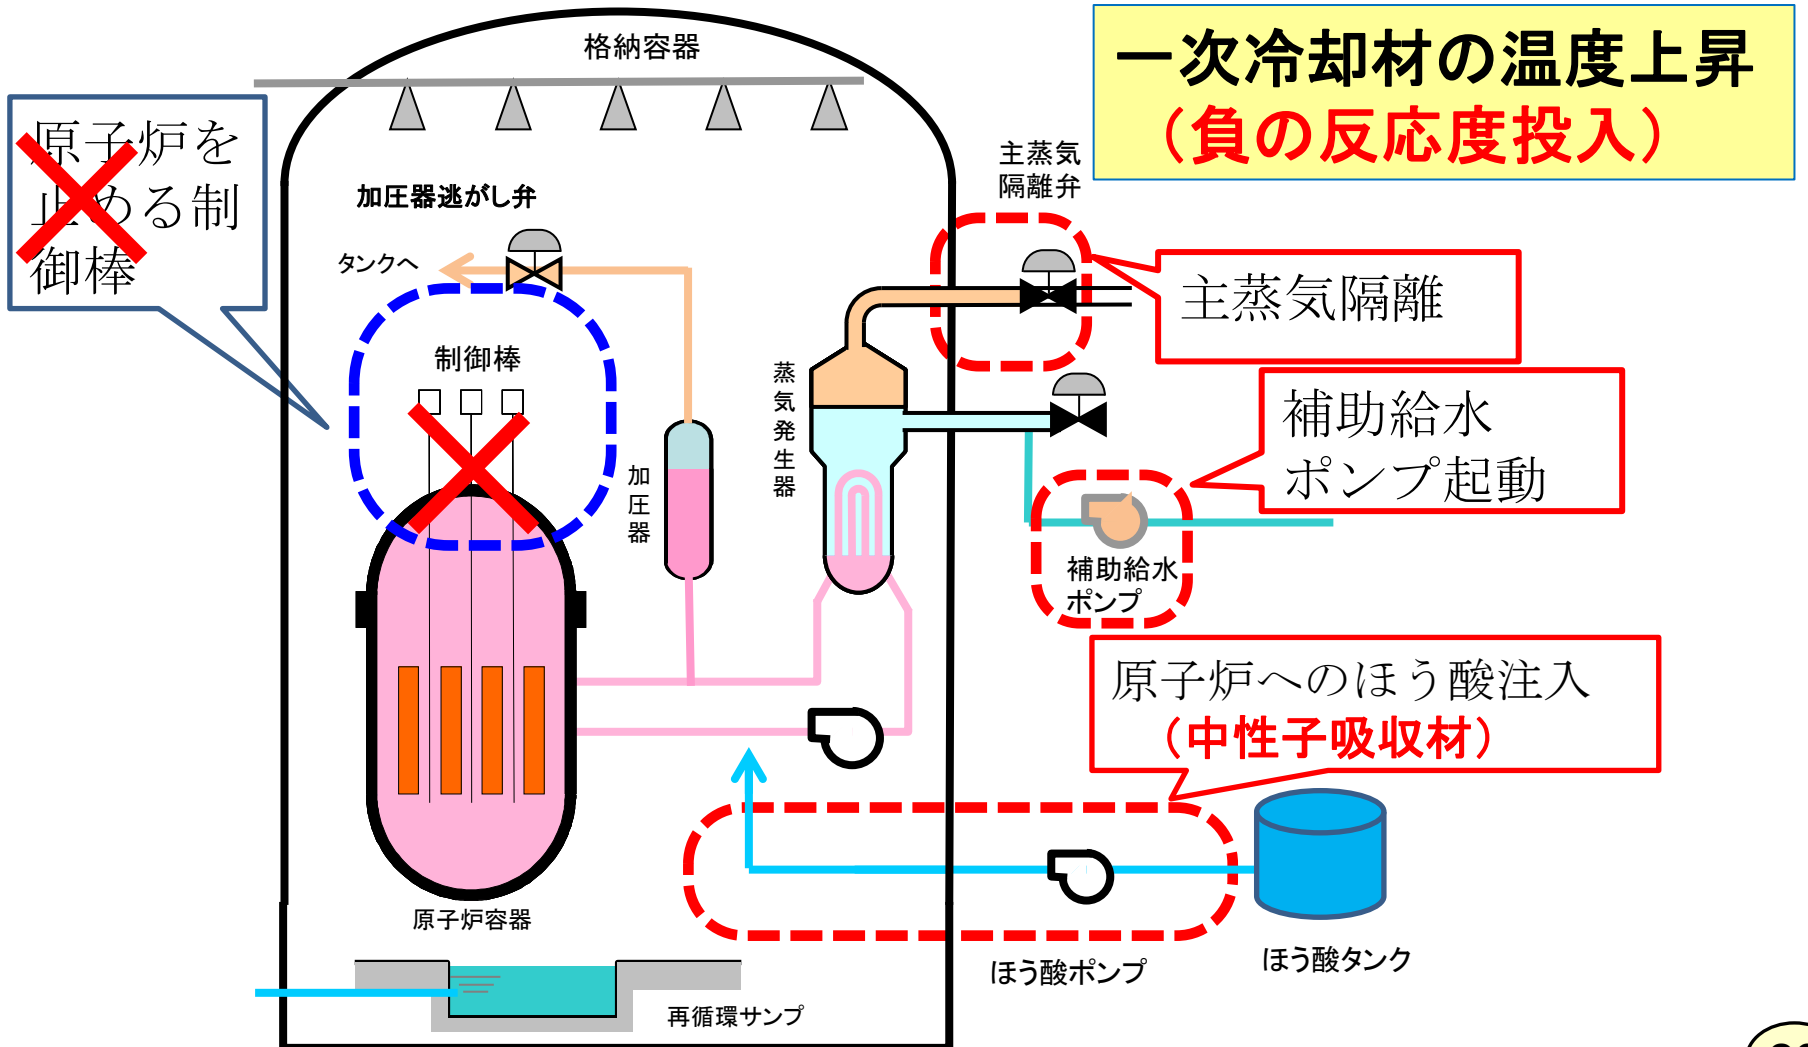 格納容器
一次冷却材の温度上昇
（負の反応度投入）
原子炉を
止める制
御棒
主蒸気
隔離弁
加圧器逃がし弁
タンクへ
主蒸気隔離
制御棒
蒸気発生器
補助給水
ポンプ起動
加圧器
補助給水
ポンプ
原子炉へのほう酸注入
（中性子吸収材）
原子炉容器
ほう酸ポンプ
ほう酸タンク
再循環サンプ